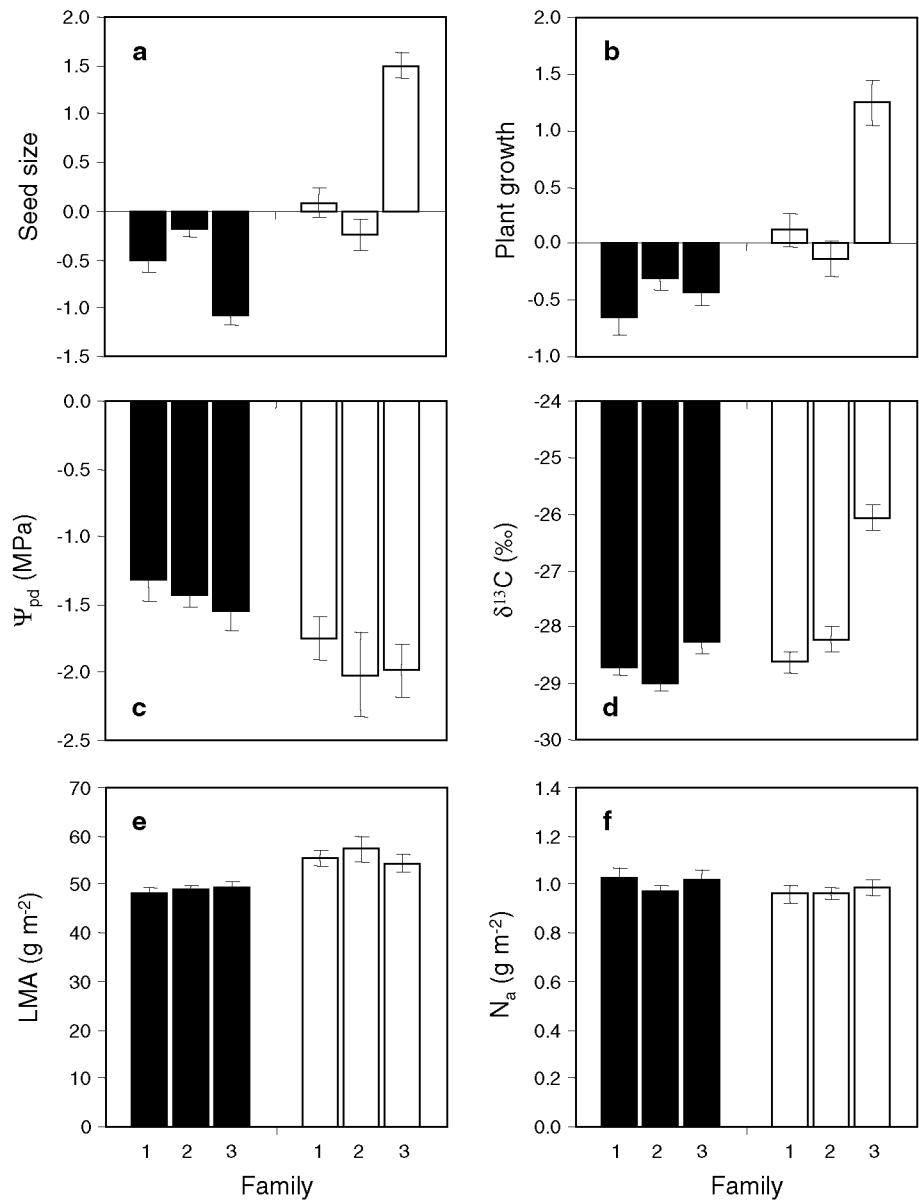 a
Seed size
2.0
1.5
1.0
0.5
0.0
-0.5
-1.0
-1.5
b
Plant growth
2.0
1.5
1.0
0.5
0.0
-0.5
-1.0
c
Ψpd (MPa)
0.0
-0.5
-1.0
-1.5
-2.0
-2.5
d
δ13C (‰)
-24
-25
-26
-27
-28
-29
-30
e
LMA (g m-2)
70
60
50
40
30
20
10
0
1 2 3 1 2 3
Family
f
Na (g m-2)
1.4
1.2
1.0
0.8
0.6
0.4
0.2
0.0
1 2 3 1 2 3
Family